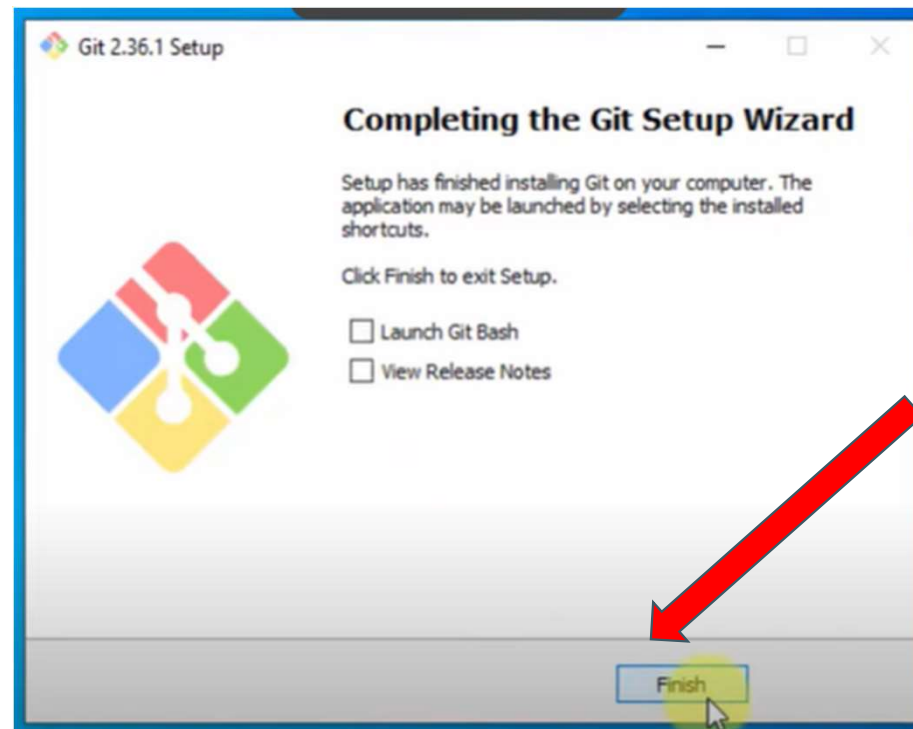 Git 2.36.1 Setup
Completing the Git Setup Wizard
Setup has finished installing Git on your computer. The
application may be launched by selecting the installed
shortcuts.
Click Finish to exit Setup.
Launch Git Bash
View Release Notes
Finish